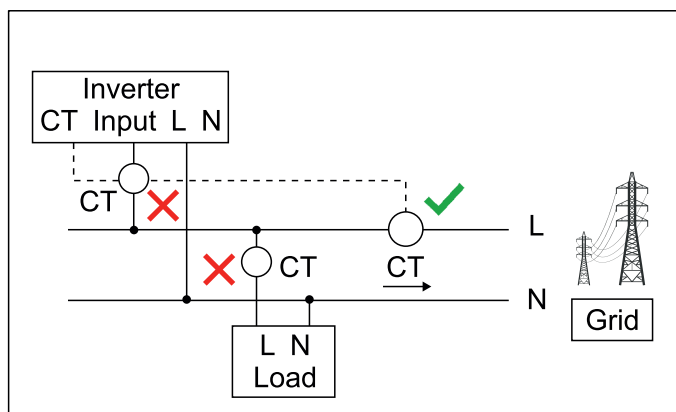 Inverter
CT Input L N
CT
L
CT
CT
N
Grid
L N
Load